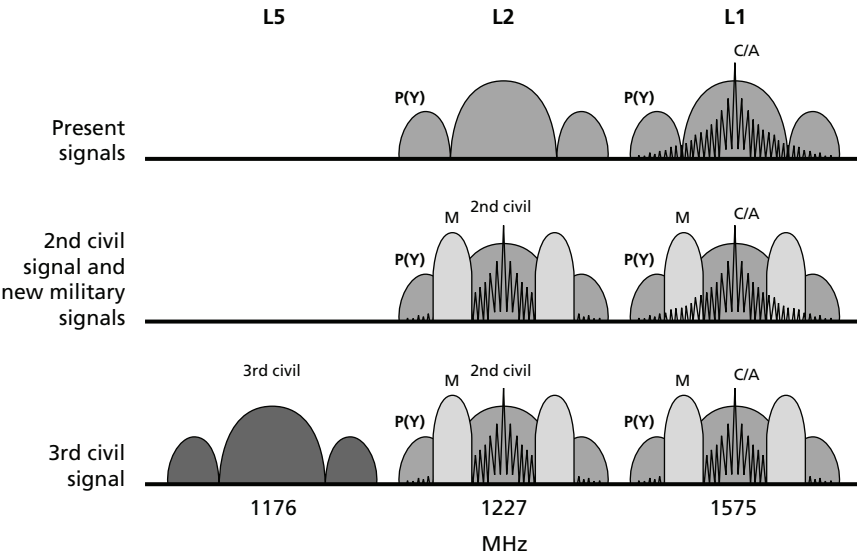 L5 L2 L1
C/A
P(Y) P(Y)
Present
signals
M 2nd civil M C/A
2nd civil
signal and
new military
signals
P(Y) P(Y)
3rd civil M 2nd civil M C/A
P(Y) P(Y)
3rd civil
signal
1176 1227 1575
MHz